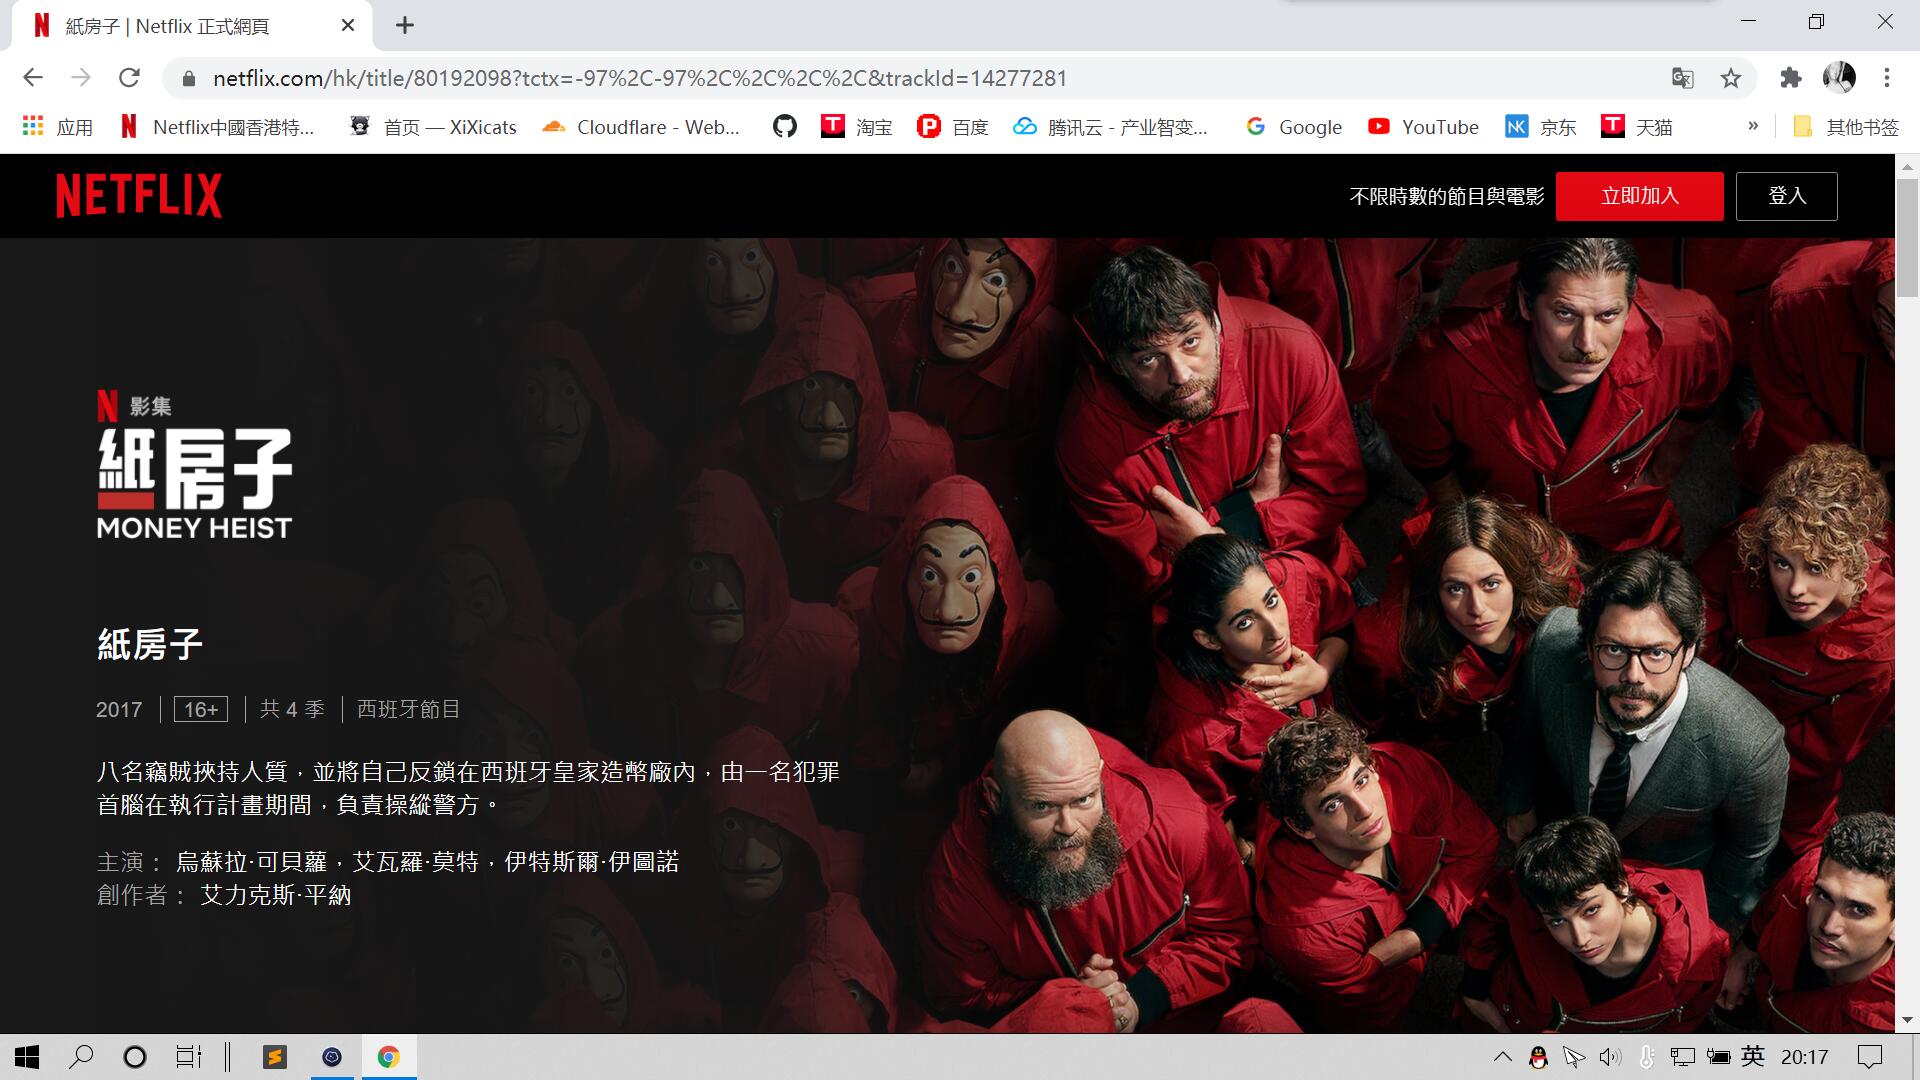 紙房子 | Netflix 正式網頁
netflix.com/hk/title/80192098?tctx=-97%2C-97%2C%2C%2C%2C&trackId=14277281
应用 Netflix中國香港特... 首页 — XiXicats Cloudflare - Web... 淘宝 百度 腾讯云 - 产业智变... Google YouTube 京东 天猫 » 其他书签
NETFLIX 不限時數的節目與電影 立即加入 登入
N 影集
紙房子
MONEY HEIST
紙房子
2017 16+ 共 4 季 西班牙節目
八名竊賊挾持人質，並將自己反鎖在西班牙皇家造幣廠內，由一名犯罪
首腦在執行計畫期間，負責操縱警方。
主演： 烏蘇拉·可貝蘿，艾瓦羅·莫特，伊特斯爾·伊圖諾
創作者： 艾力克斯·平納
英 20:17